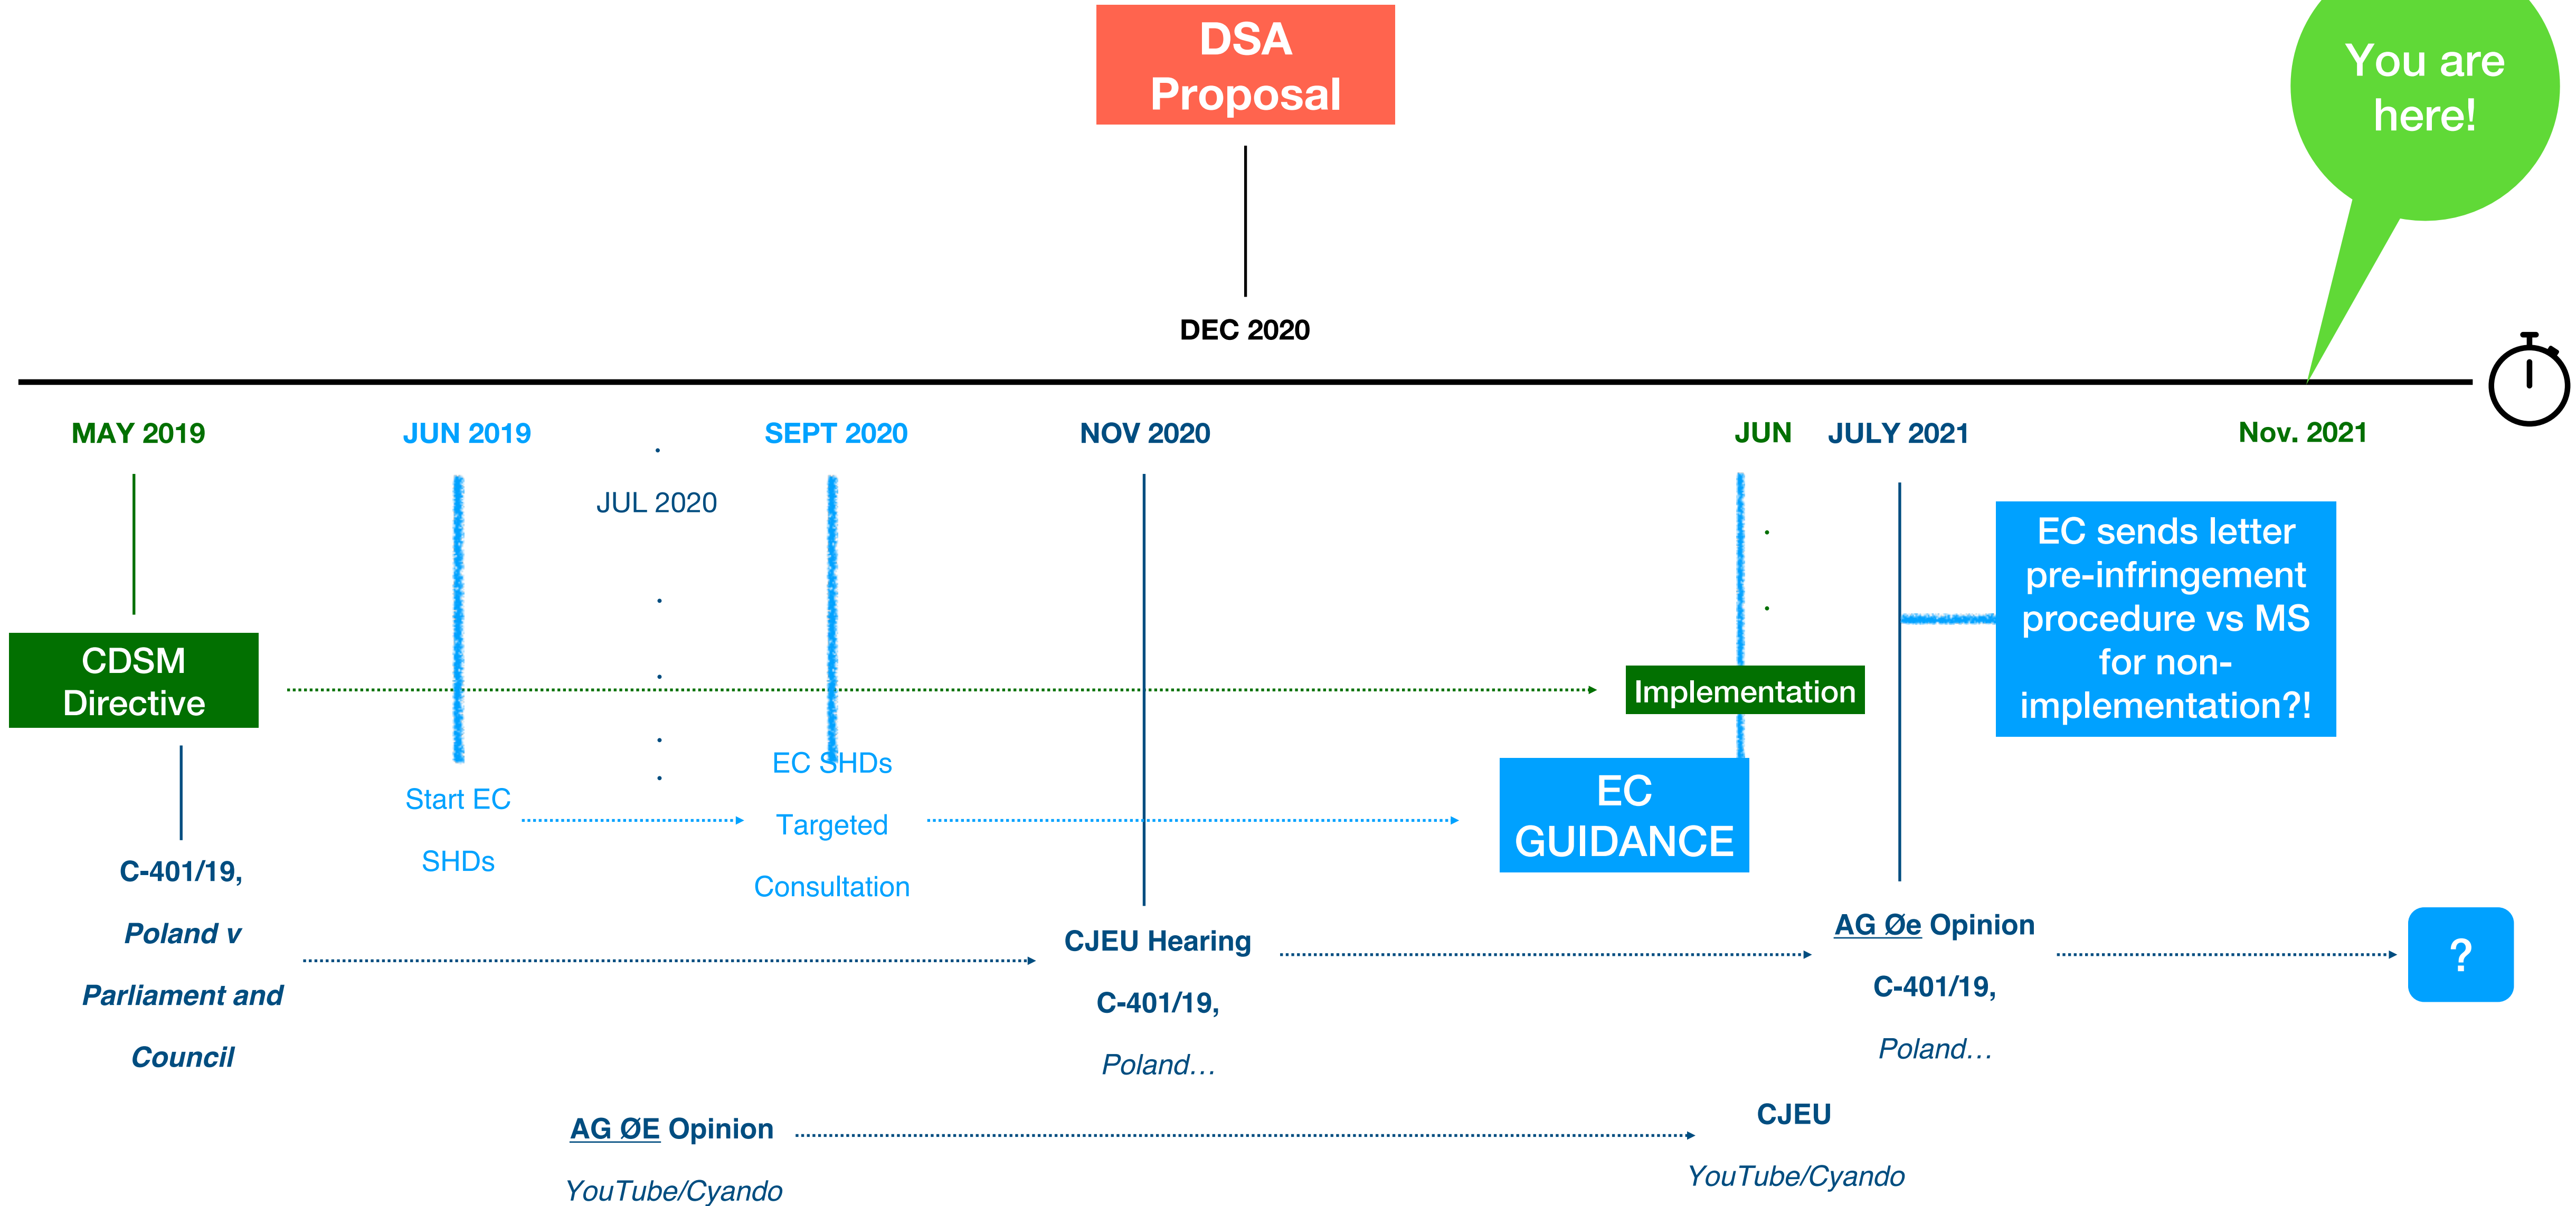 DSA
Proposal
You are
here!
DEC 2020
MAY 2019
JUN 2019
JUL 2020
SEPT 2020
NOV 2020
JUN
JULY 2021
Nov. 2021
CDSM
Directive
Implementation
EC sends letter
pre-infringement
procedure vs MS
for non-
implementation?!
Start EC
SHDs
EC SHDs
Targeted
Consultation
EC
GUIDANCE
C-401/19,
Poland v
Parliament and
Council
CJEU Hearing
C-401/19,
Poland…
AG Øe Opinion
C-401/19,
Poland…
?
AG ØE Opinion
YouTube/Cyando
CJEU
YouTube/Cyando